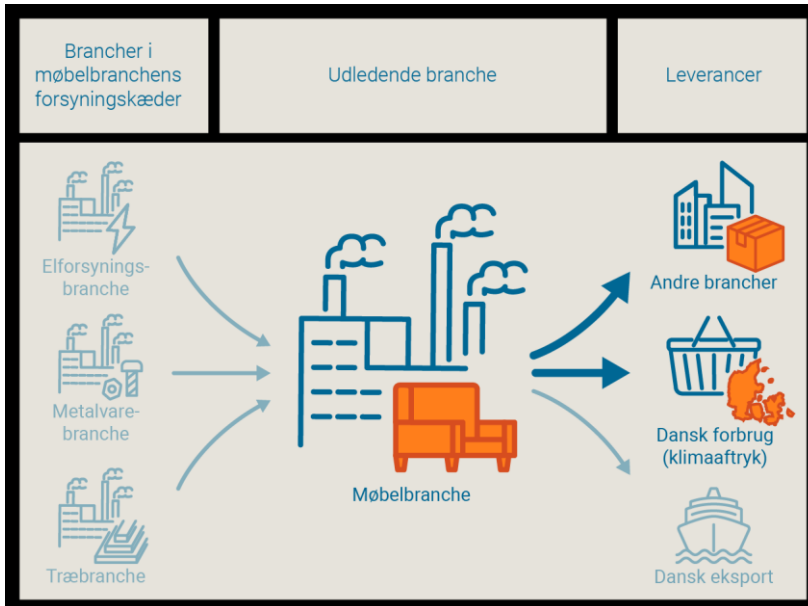 Brancher i
møbelbranchens
forsyningskæder
Udledende branche
Leverancer
Elforsynings-
branche
Metalvare-
branche
Træbranche
Møbelbranche
Andre brancher
Dansk forbrug
(klimaaftryk)
Dansk eksport